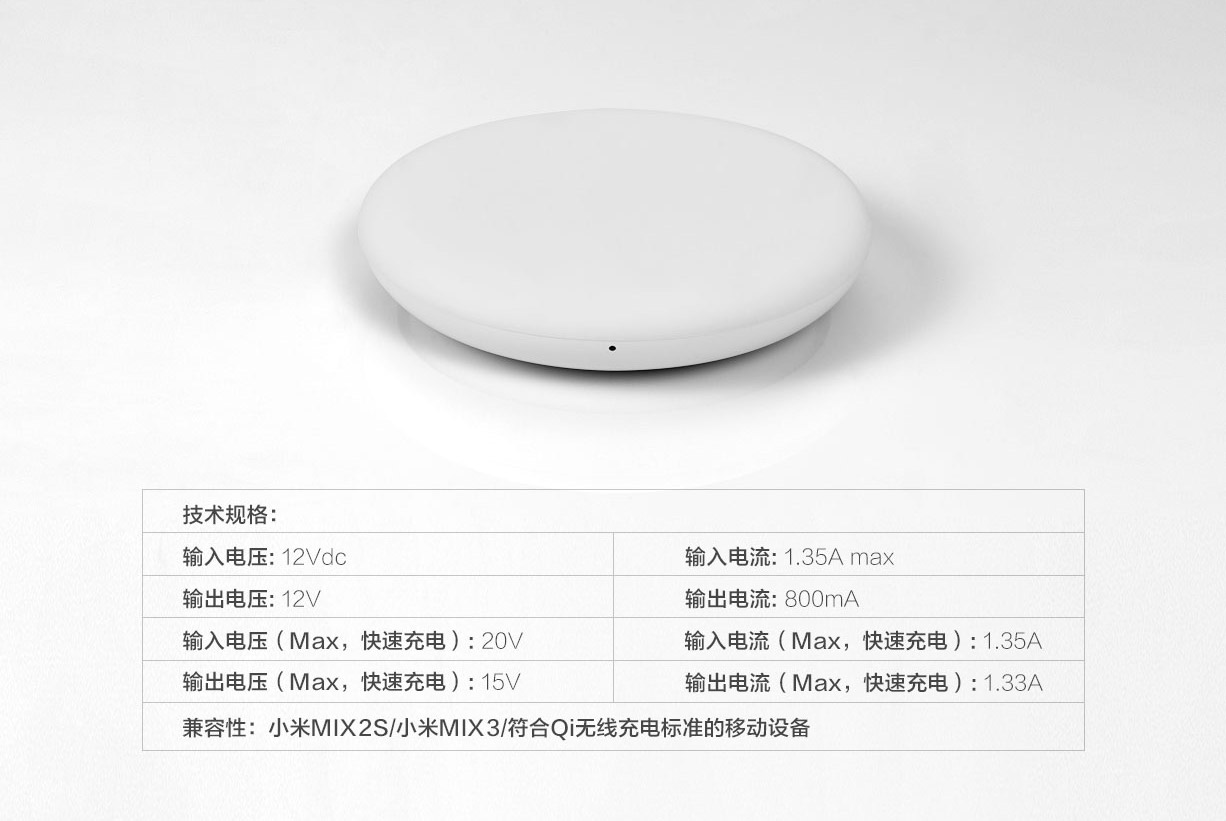 技术规格：
输入电压: 12Vdc
输入电流: 1.35A max
输出电压: 12V
输出电流: 800mA
输入电压（Max，快速充电）: 20V
输入电流（Max，快速充电）: 1.35A
输出电压（Max，快速充电）: 15V
输出电流（Max，快速充电）: 1.33A
兼容性：小米MIX2S/小米MIX3/符合Qi无线充电标准的移动设备